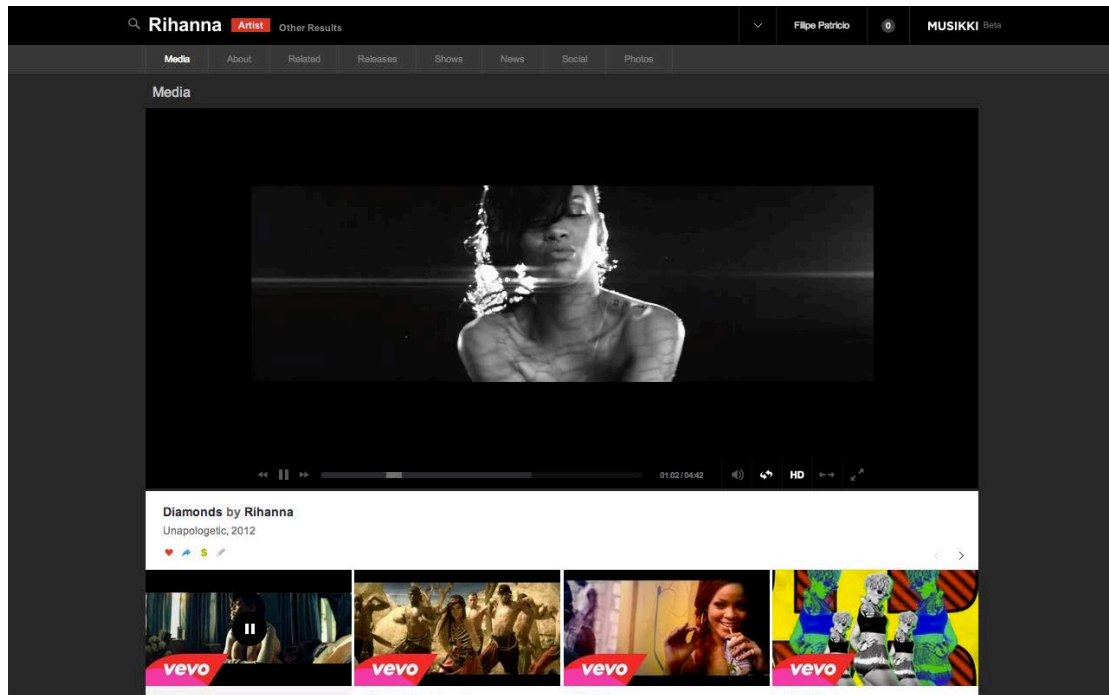 Rihanna Artist Other Results Filipe Patricio 0 MUSIKKI Beta
Media About Related Releases Shows News Social Photos
Media
01:02 / 04:42 HD
Diamonds by Rihanna
Unapologetic, 2012
$
vevo vevo vevo vevo